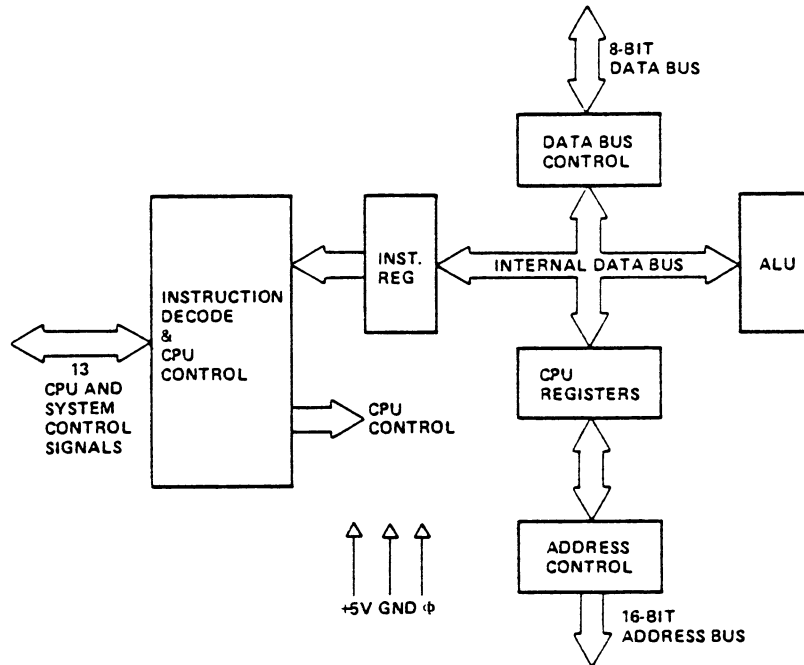 8-BIT
DATA BUS
DATA BUS
CONTROL
INST.
REG
INTERNAL DATA BUS
ALU
INSTRUCTION
DECODE
&
CPU
CONTROL
13
CPU AND
SYSTEM
CONTROL
SIGNALS
CPU
CONTROL
CPU
REGISTERS
ADDRESS
CONTROL
+5V GND Φ
16-BIT
ADDRESS BUS